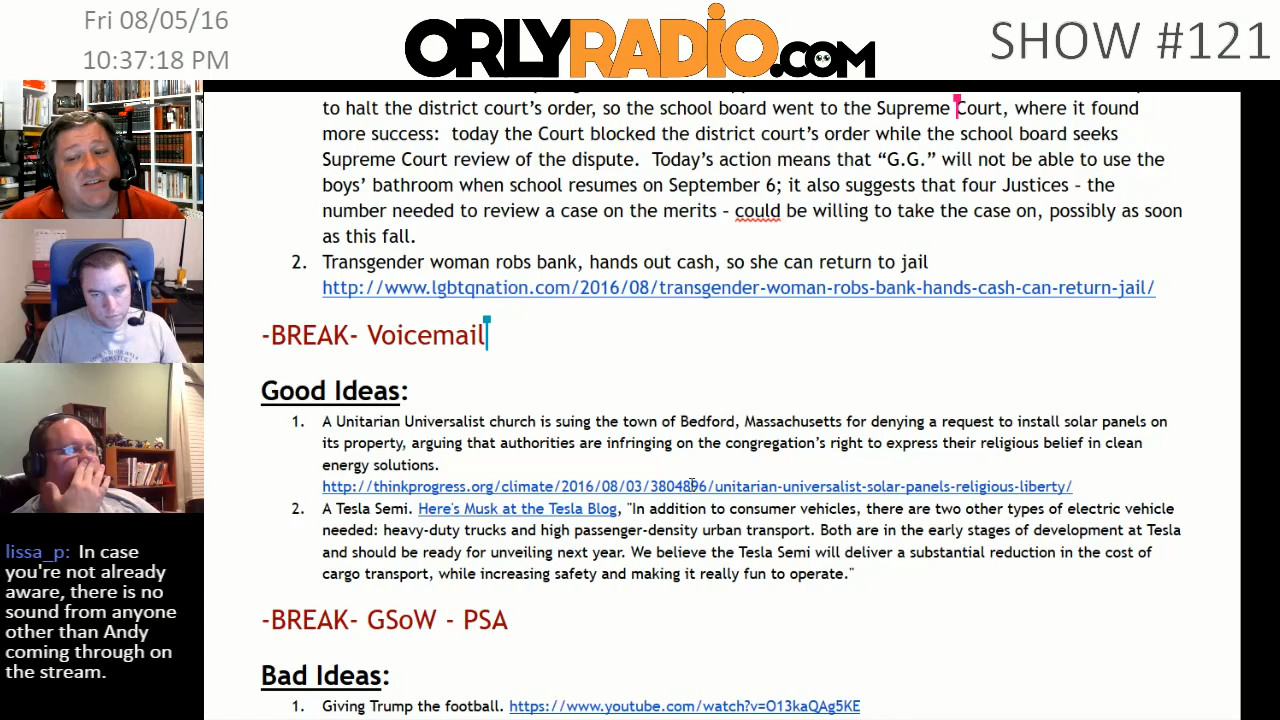 Fri 08/05/16
10:37:18 PM
ORLYRADIO.COM
SHOW #121
to halt the district court’s order, so the school board went to the Supreme Court, where it found
more success:  today the Court blocked the district court’s order while the school board seeks
Supreme Court review of the dispute.  Today’s action means that “G.G.” will not be able to use the
boys’ bathroom when school resumes on September 6; it also suggests that four Justices – the
number needed to review a case on the merits – could be willing to take the case on, possibly as soon
as this fall.
2. Transgender woman robs bank, hands out cash, so she can return to jail
http://www.lgbtqnation.com/2016/08/transgender-woman-robs-bank-hands-cash-can-return-jail/
-BREAK- Voicemail
Good Ideas:
1. A Unitarian Universalist church is suing the town of Bedford, Massachusetts for denying a request to install solar panels on
its property, arguing that authorities are infringing on the congregation’s right to express their religious belief in clean
energy solutions.
http://thinkprogress.org/climate/2016/08/03/3804896/unitarian-universalist-solar-panels-religious-liberty/
2. A Tesla Semi. Here's Musk at the Tesla Blog, "In addition to consumer vehicles, there are two other types of electric vehicle
needed: heavy-duty trucks and high passenger-density urban transport. Both are in the early stages of development at Tesla
and should be ready for unveiling next year. We believe the Tesla Semi will deliver a substantial reduction in the cost of
cargo transport, while increasing safety and making it really fun to operate."
-BREAK- GSoW - PSA
Bad Ideas:
1. Giving Trump the football. https://www.youtube.com/watch?v=O13kaQAg5KE
lissa_p: In case
you're not already
aware, there is no
sound from anyone
other than Andy
coming through on
the stream.